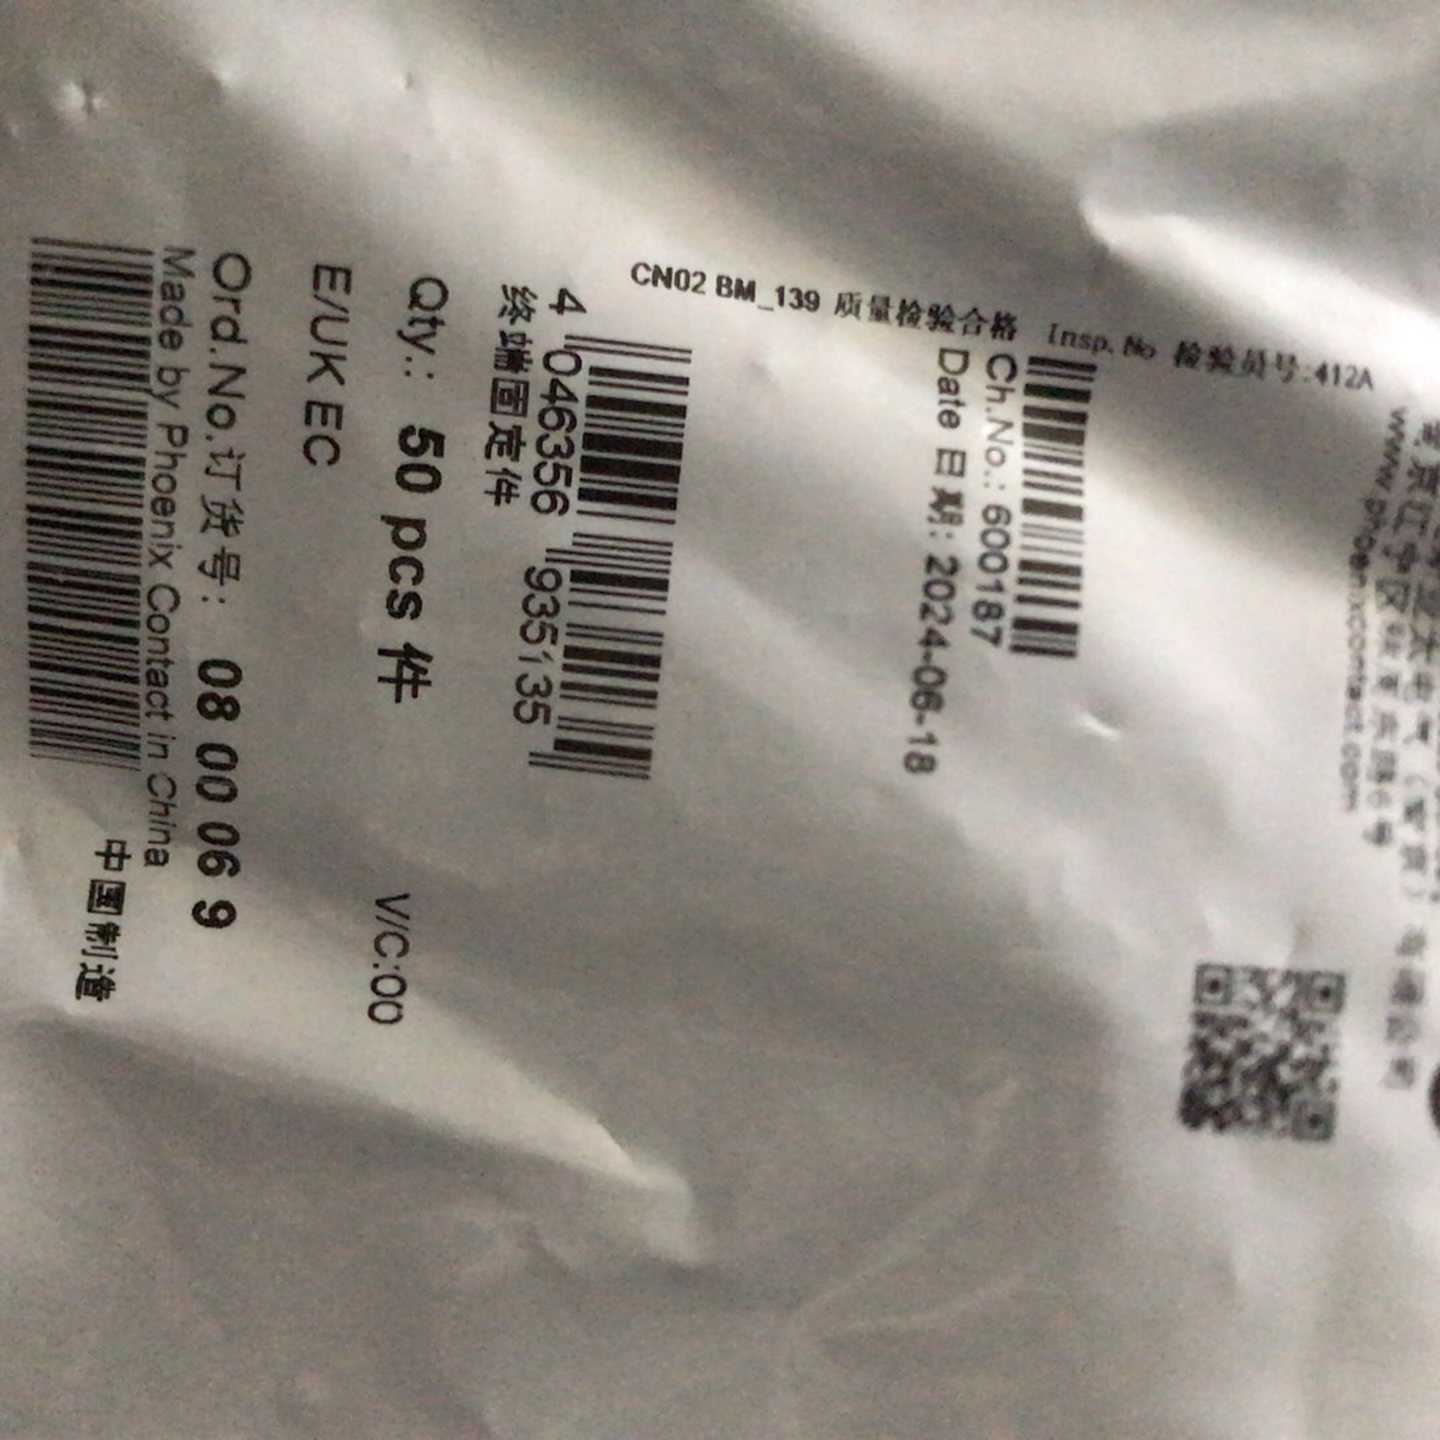 www.phoenixcontact.com
Ch.No.: 600187
Date 日期: 2024-06-18
CN02 BM_139 质量检验合格 Insp.No 检验员号:412A
4 046356 935135
终端固定件
Qty.: 50 pcs 件
V/C:00
E/UK EC
Ord.No.订货号: 08 00 06 9
Made by Phoenix Contact in China
中国制造